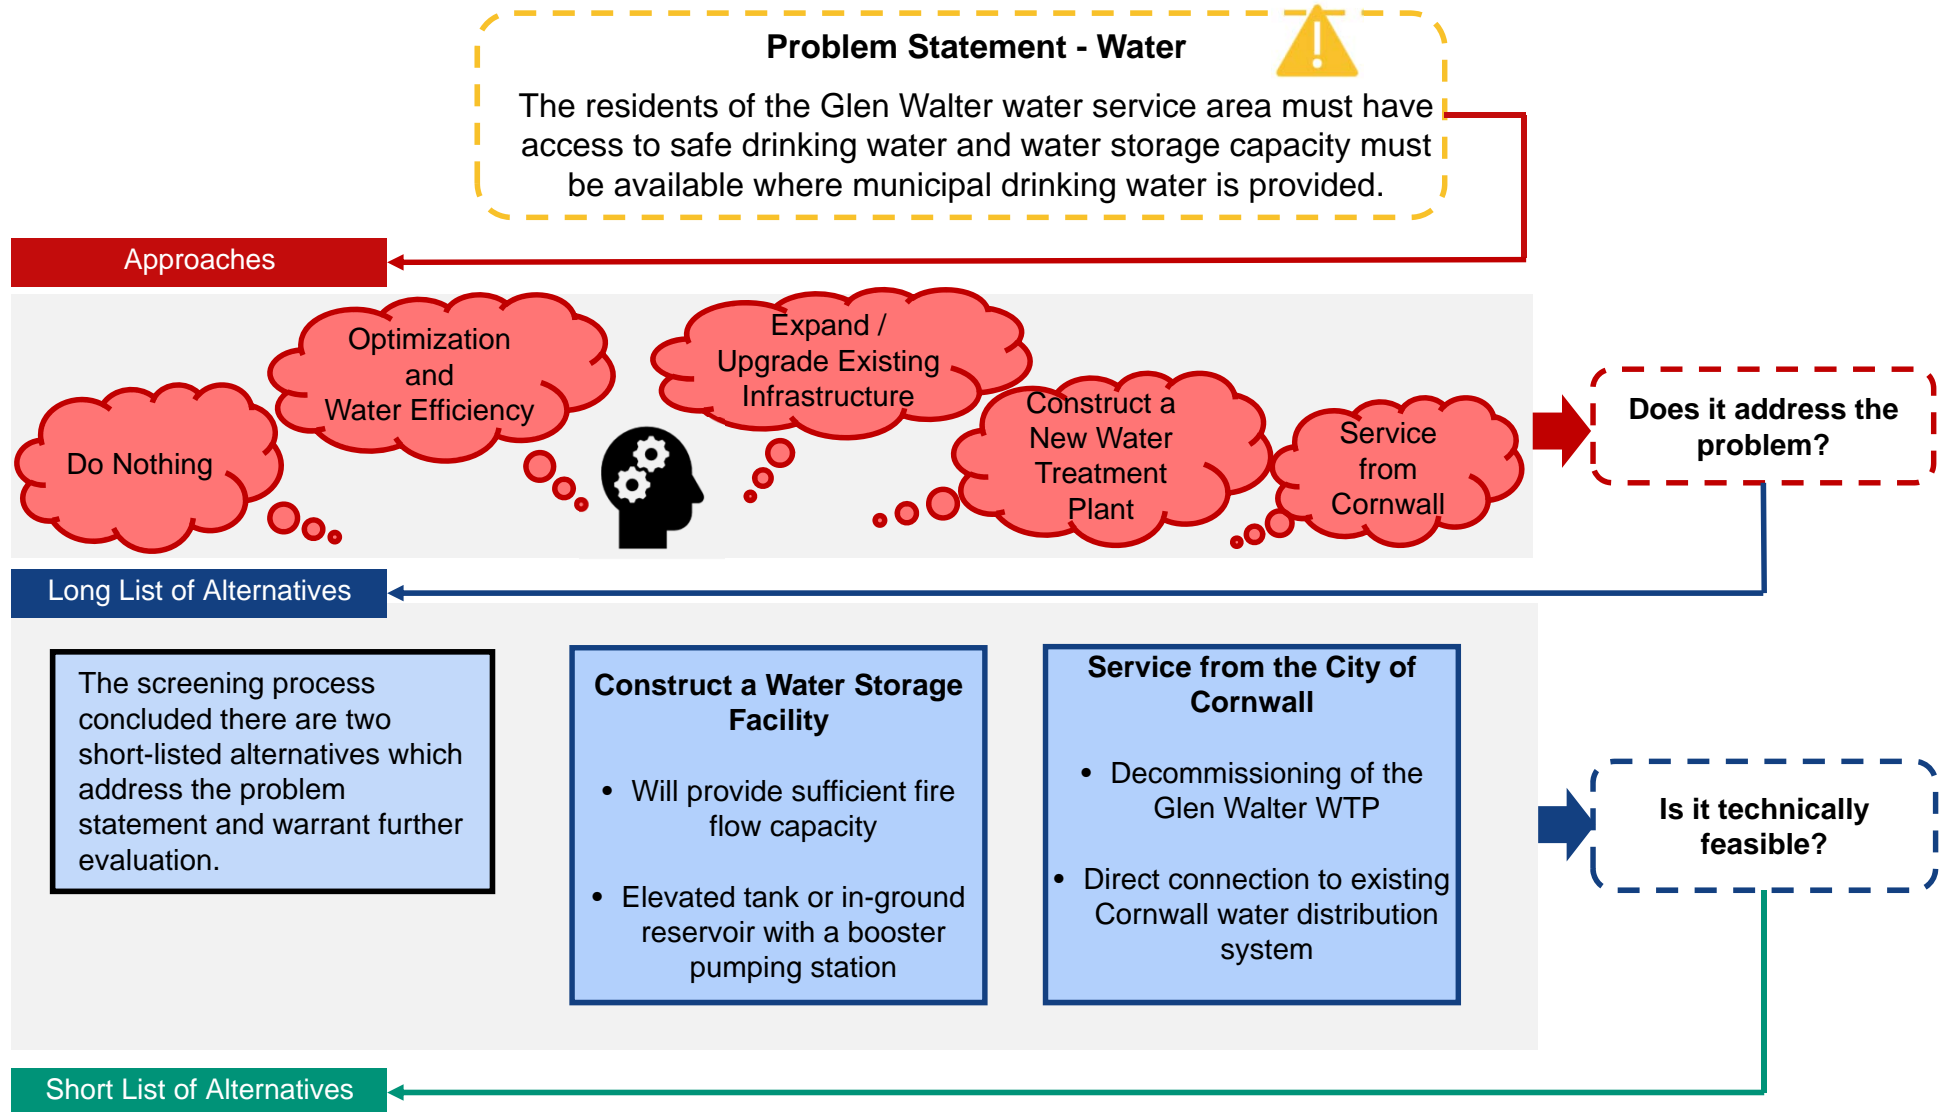 Problem Statement - Water
The residents of the Glen Walter water service area must have
access to safe drinking water and water storage capacity must
be available where municipal drinking water is provided.
Approaches
Do Nothing
Optimization
and
Water Efficiency
Expand /
Upgrade Existing
Infrastructure
Construct a
New Water
Treatment
Plant
Service
from
Cornwall
Does it address the
problem?
Long List of Alternatives
The screening process
concluded there are two
short-listed alternatives which
address the problem
statement and warrant further
evaluation.
Construct a Water Storage
Facility
• Will provide sufficient fire
flow capacity
• Elevated tank or in-ground
reservoir with a booster
pumping station
Service from the City of
Cornwall
• Decommissioning of the
Glen Walter WTP
• Direct connection to existing
Cornwall water distribution
system
Is it technically
feasible?
Short List of Alternatives